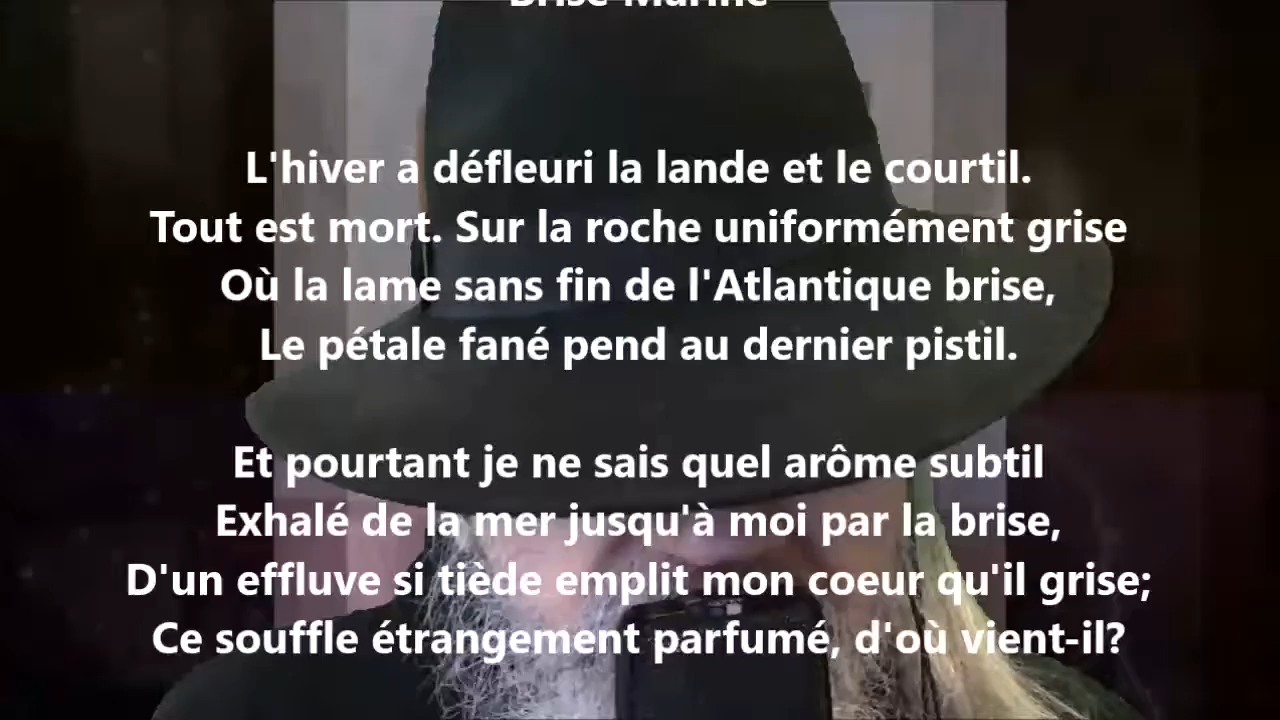 Brise Marine
L'hiver a défleuri la lande et le courtil.
Tout est mort. Sur la roche uniformément grise
Où la lame sans fin de l'Atlantique brise,
Le pétale fané pend au dernier pistil.
Et pourtant je ne sais quel arôme subtil
Exhalé de la mer jusqu'à moi par la brise,
D'un effluve si tiède emplit mon coeur qu'il grise;
Ce souffle étrangement parfumé, d'où vient-il?